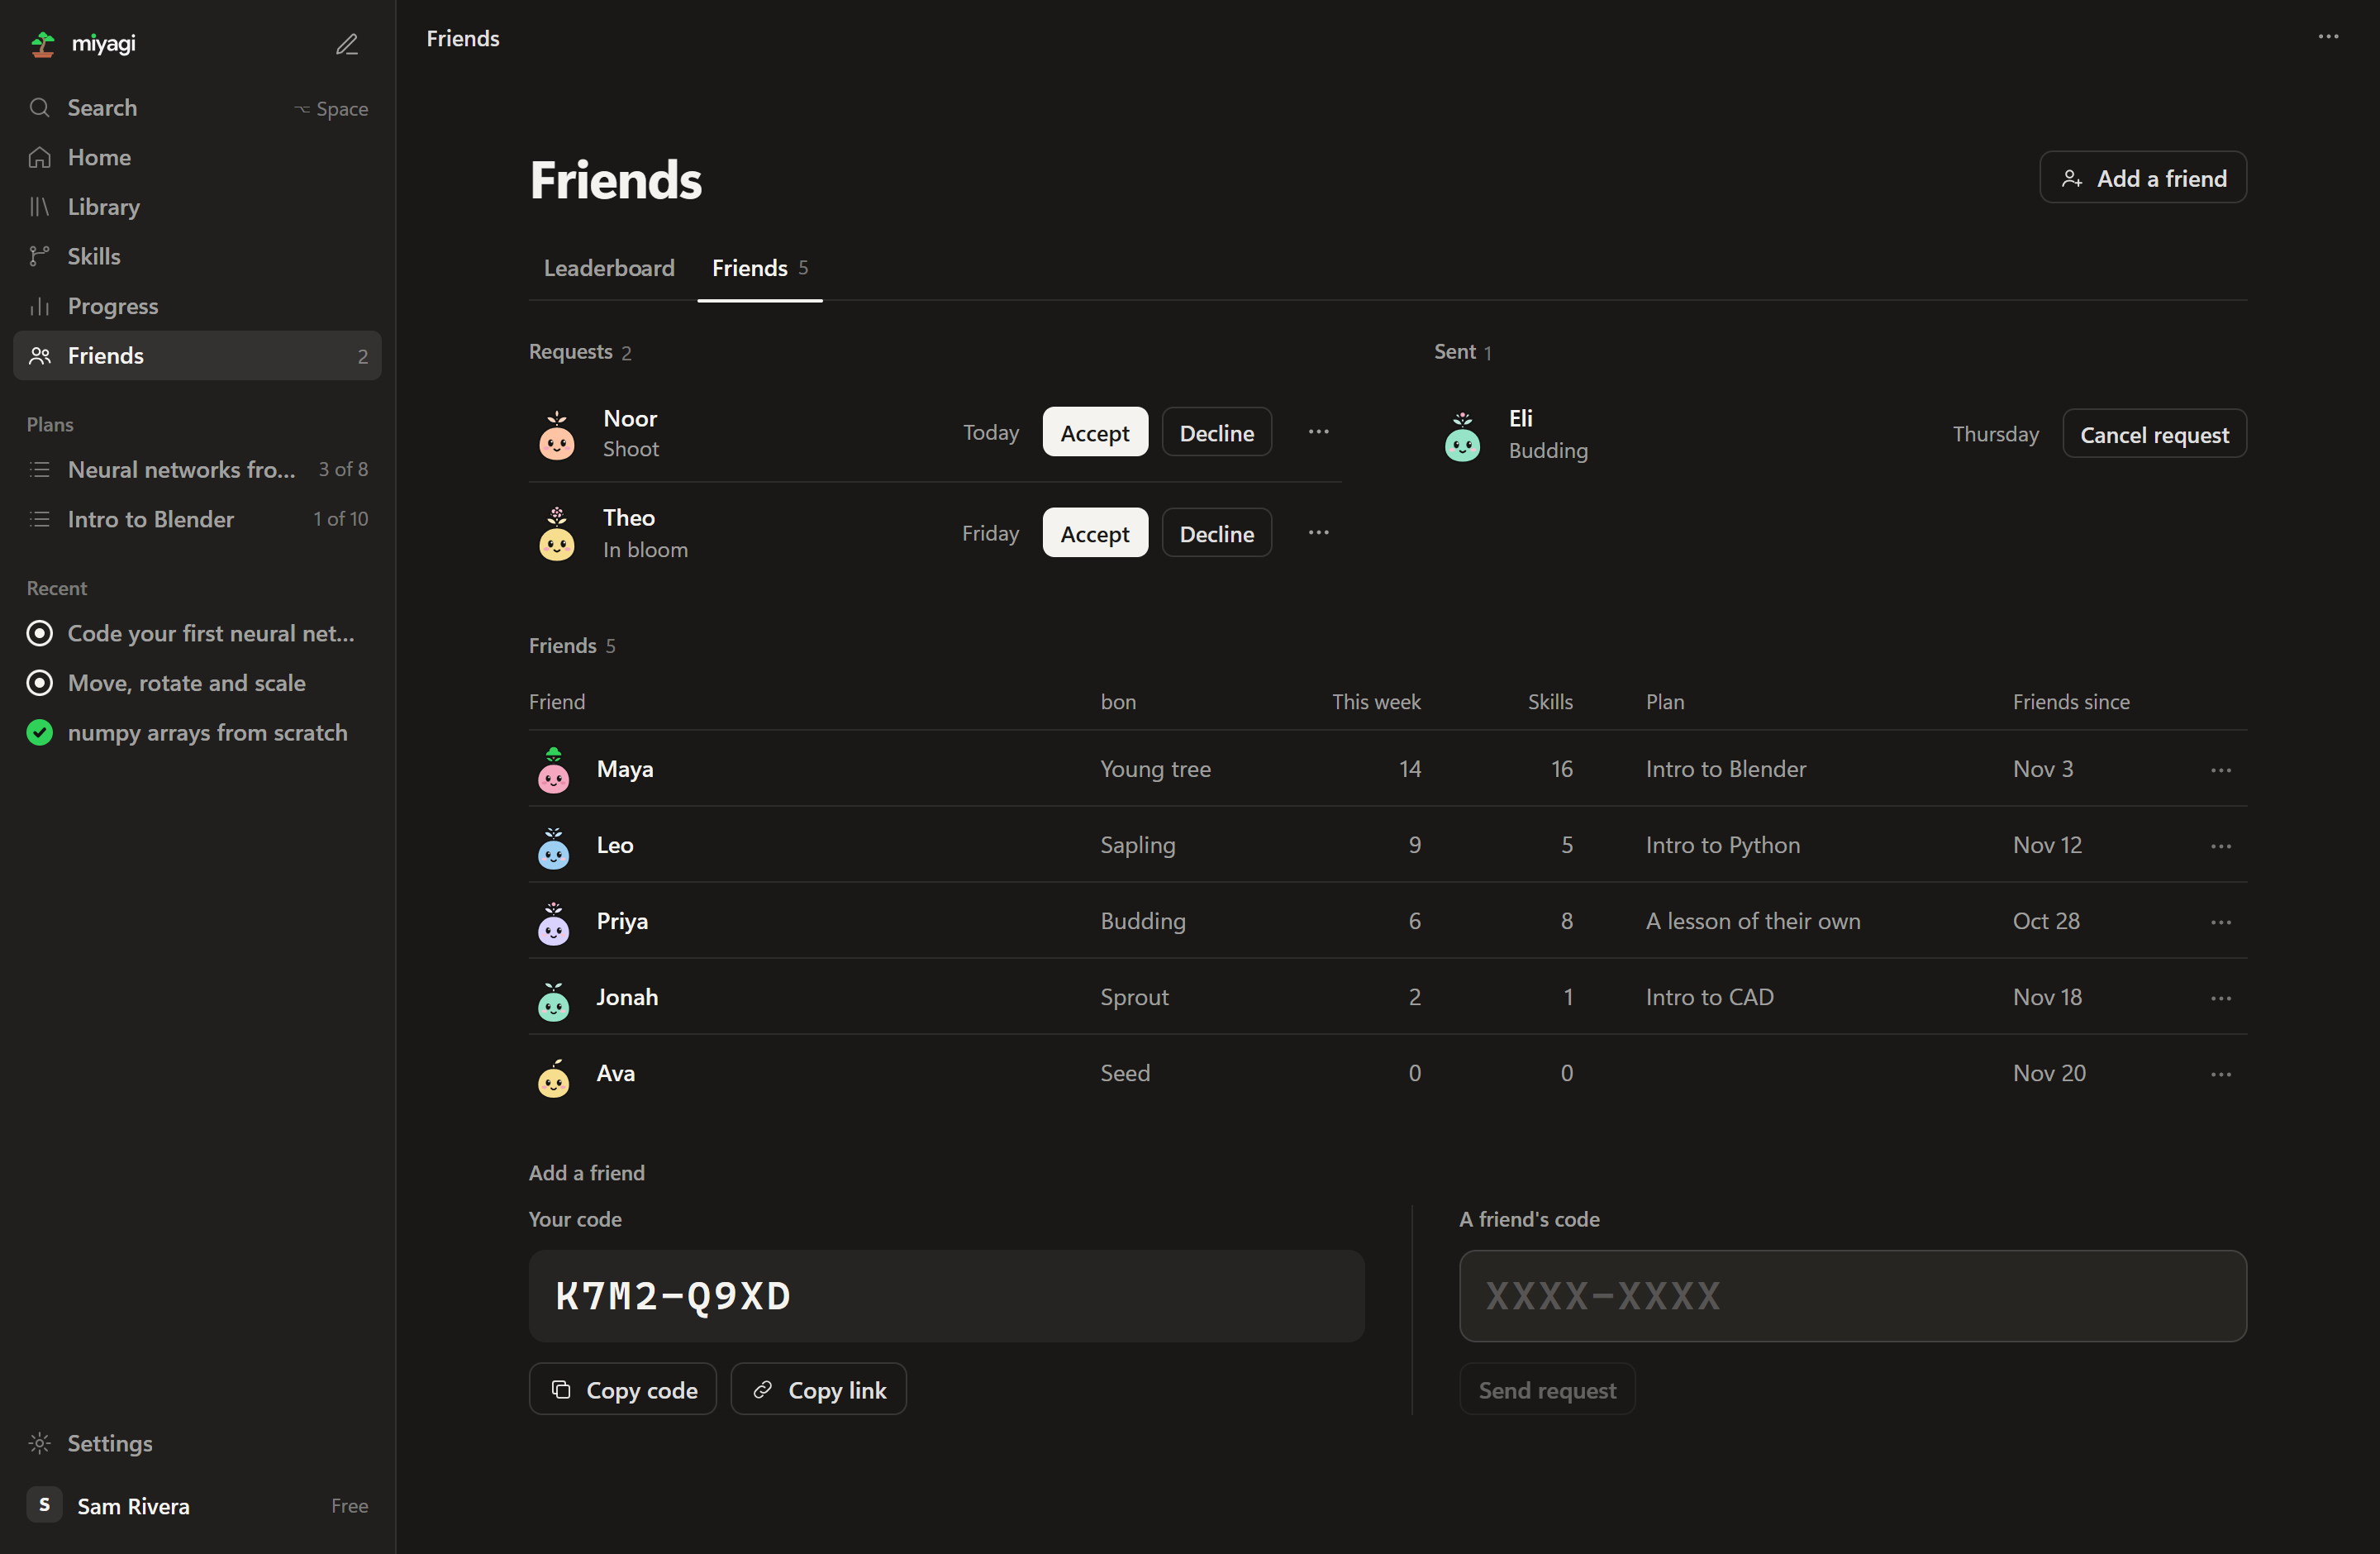 miyagi
Search
⌥ Space
Home
Library
Skills
Progress
Friends
2
Plans
Neural networks fro...
3 of 8
Intro to Blender
1 of 10
Recent
Code your first neural net...
Move, rotate and scale
numpy arrays from scratch
Settings
S
Sam Rivera
Free
Friends
Friends
Add a friend
Leaderboard
Friends 5
Requests 2
Noor
Shoot
Today
Accept
Decline
Theo
In bloom
Friday
Accept
Decline
Sent 1
Eli
Budding
Thursday
Cancel request
Friends 5
Friend bon This week Skills Plan Friends since
Maya Young tree 14 16 Intro to Blender Nov 3
Leo Sapling 9 5 Intro to Python Nov 12
Priya Budding 6 8 A lesson of their own Oct 28
Jonah Sprout 2 1 Intro to CAD Nov 18
Ava Seed 0 0 Nov 20
Add a friend
Your code
K7M2-Q9XD
Copy code
Copy link
A friend's code
XXXX-XXXX
Send request